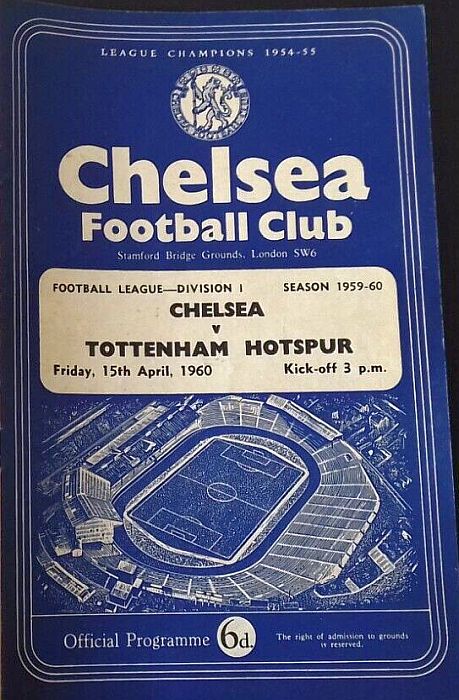 LEAGUE CHAMPIONS 1954-55
Chelsea
Football Club
Stamford Bridge Grounds, London SW6
FOOTBALL LEAGUE—DIVISION I SEASON 1959-60
CHELSEA
v
TOTTENHAM HOTSPUR
Friday, 15th April, 1960 Kick-off 3 p.m.
Official Programme 6d.
The right of admission to grounds
is reserved.